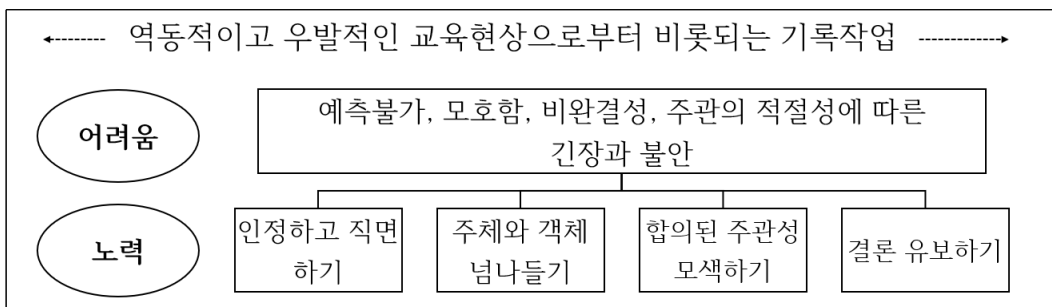 역동적이고 우발적인 교육현상으로부터 비롯되는 기록작업
어려움
예측불가, 모호함, 비완결성, 주관의 적절성에 따른
긴장과 불안
노력
인정하고 직면
하기
주체와 객체
넘나들기
합의된 주관성
모색하기
결론 유보하기